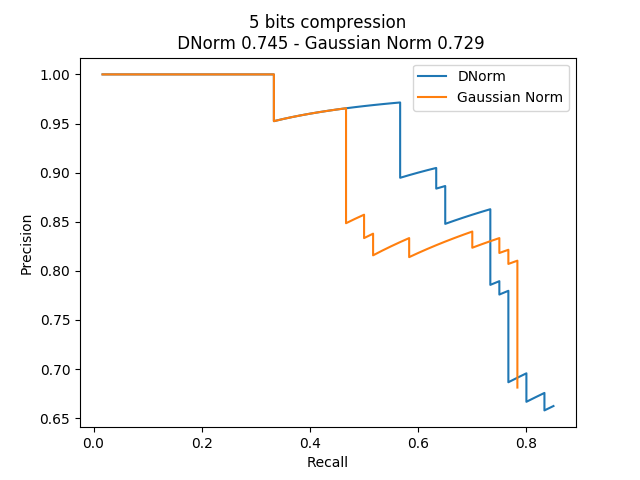 5 bits compression
DNorm 0.745 - Gaussian Norm 0.729
DNorm
Gaussian Norm
1.00
0.95
0.90
0.85
0.80
0.75
0.70
0.65
Precision
0.0 0.2 0.4 0.6 0.8
Recall